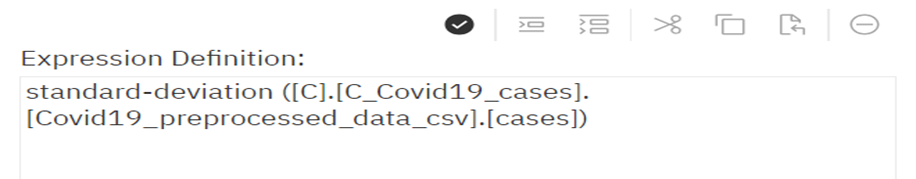 Expression Definition:
standard-deviation ([C].[C_Covid19_cases].
[Covid19_preprocessed_data_csv].[cases])